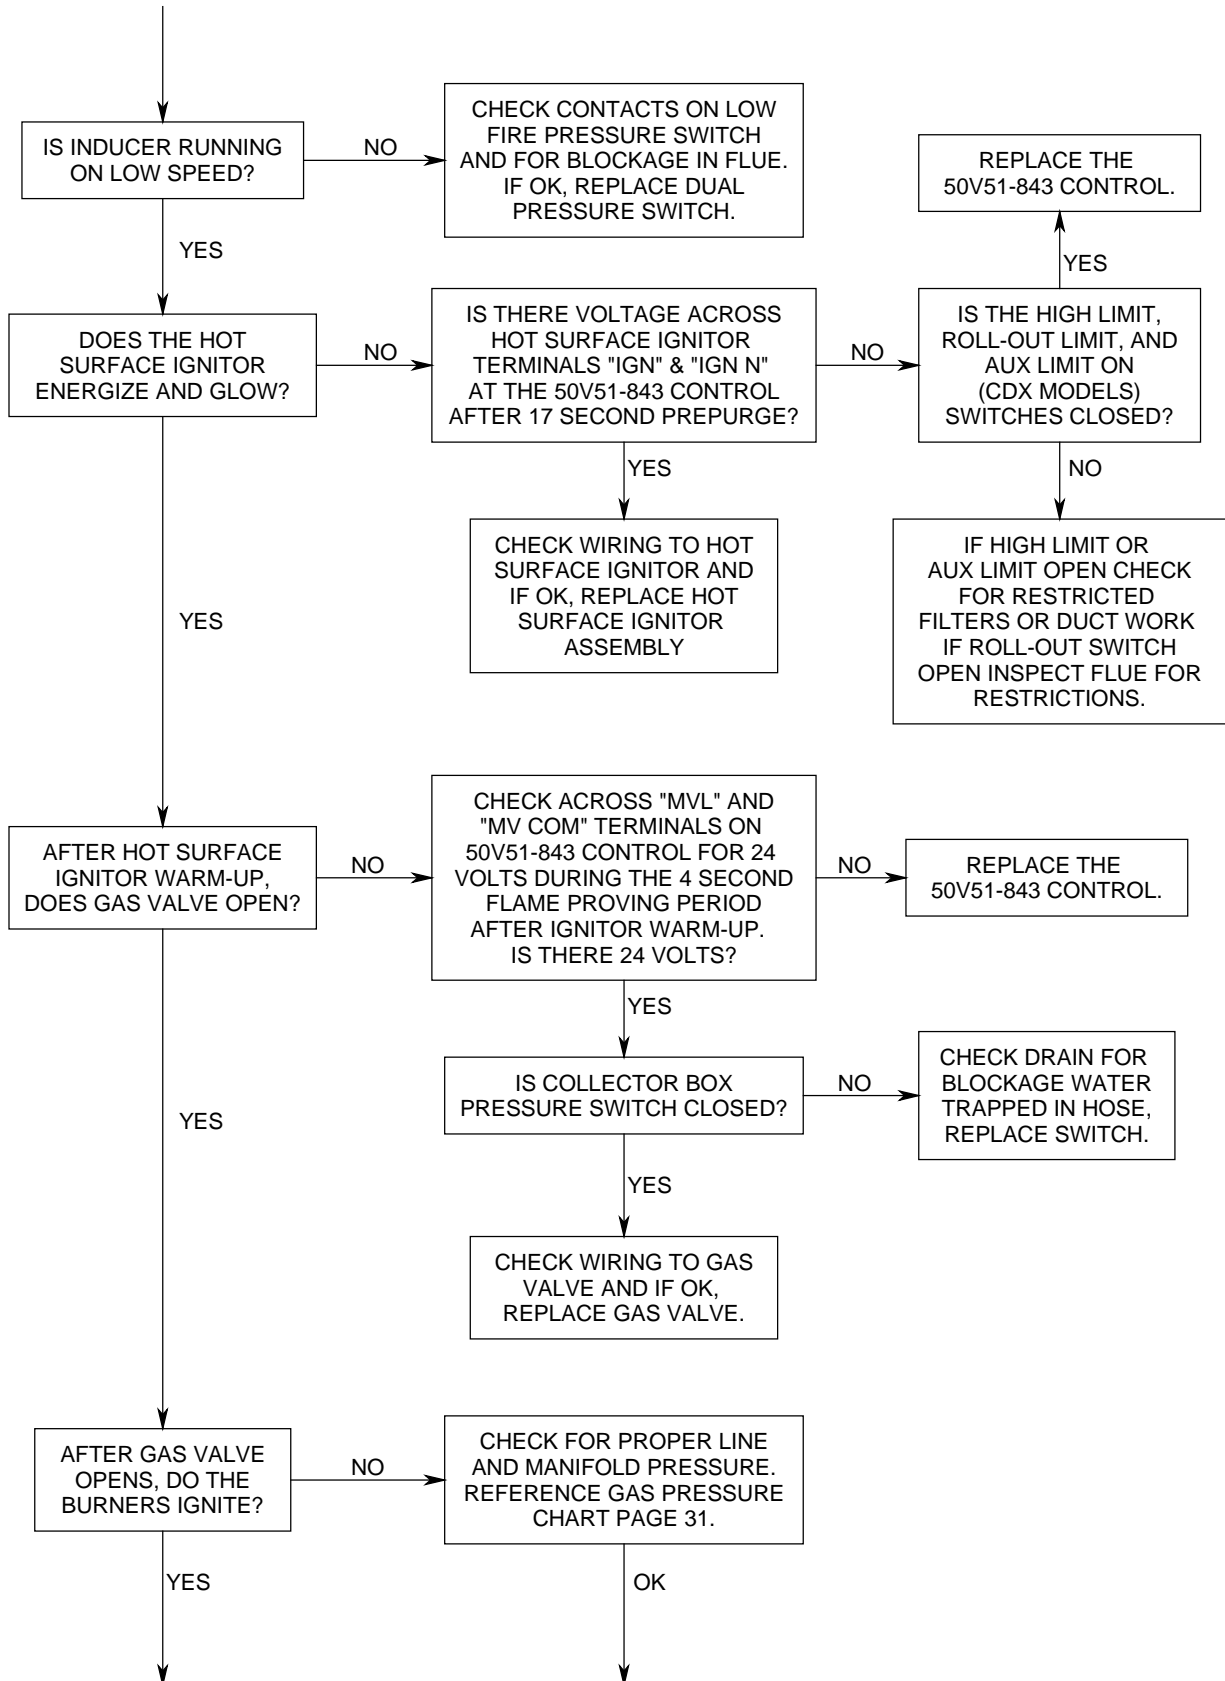 IS INDUCER RUNNING
ON LOW SPEED?
NO
CHECK CONTACTS ON LOW
FIRE PRESSURE SWITCH
AND FOR BLOCKAGE IN FLUE.
IF OK, REPLACE DUAL
PRESSURE SWITCH.
REPLACE THE
50V51-843 CONTROL.
YES
YES
DOES THE HOT
SURFACE IGNITOR
ENERGIZE AND GLOW?
NO
IS THERE VOLTAGE ACROSS
HOT SURFACE IGNITOR
TERMINALS "IGN" & "IGN N"
AT THE 50V51-843 CONTROL
AFTER 17 SECOND PREPURGE?
NO
IS THE HIGH LIMIT,
ROLL-OUT LIMIT, AND
AUX LIMIT ON
(CDX MODELS)
SWITCHES CLOSED?
YES
NO
CHECK WIRING TO HOT
SURFACE IGNITOR AND
IF OK, REPLACE HOT
SURFACE IGNITOR
ASSEMBLY
IF HIGH LIMIT OR
AUX LIMIT OPEN CHECK
FOR RESTRICTED
FILTERS OR DUCT WORK
IF ROLL-OUT SWITCH
OPEN INSPECT FLUE FOR
RESTRICTIONS.
YES
AFTER HOT SURFACE
IGNITOR WARM-UP,
DOES GAS VALVE OPEN?
NO
CHECK ACROSS "MVL" AND
"MV COM" TERMINALS ON
50V51-843 CONTROL FOR 24
VOLTS DURING THE 4 SECOND
FLAME PROVING PERIOD
AFTER IGNITOR WARM-UP.
IS THERE 24 VOLTS?
NO
REPLACE THE
50V51-843 CONTROL.
YES
IS COLLECTOR BOX
PRESSURE SWITCH CLOSED?
NO
CHECK DRAIN FOR
BLOCKAGE WATER
TRAPPED IN HOSE,
REPLACE SWITCH.
YES
YES
CHECK WIRING TO GAS
VALVE AND IF OK,
REPLACE GAS VALVE.
AFTER GAS VALVE
OPENS, DO THE
BURNERS IGNITE?
NO
CHECK FOR PROPER LINE
AND MANIFOLD PRESSURE.
REFERENCE GAS PRESSURE
CHART PAGE 31.
YES
OK